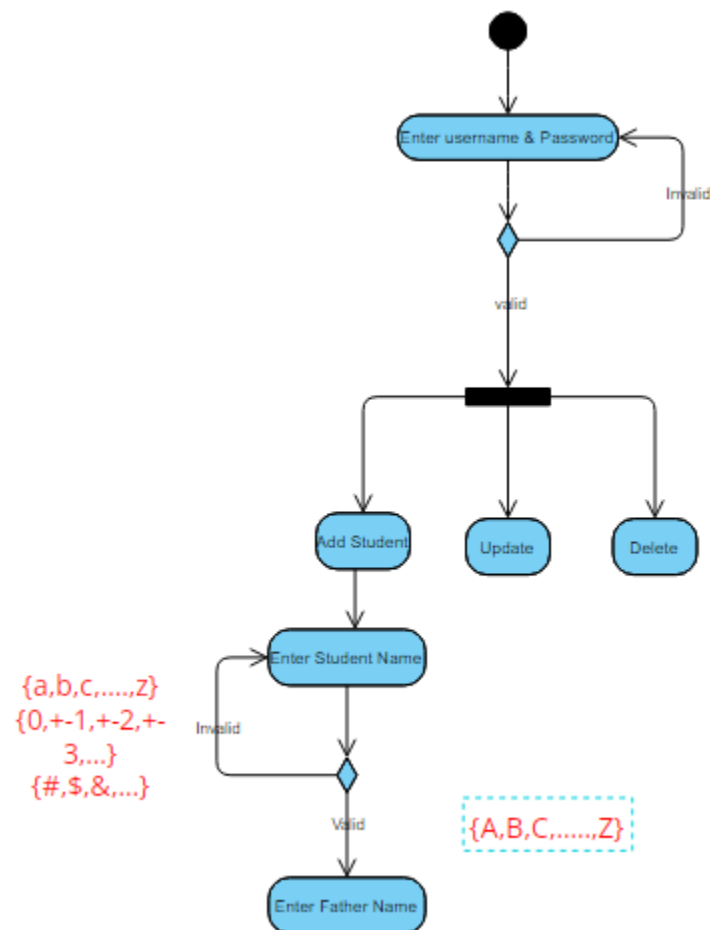 Enter username & Password
Invalid
valid
Add Student
Update
Delete
Enter Student Name
{a,b,c,....,z}
{0,+-1,+-2,+-
3,...}
{#,$,&,...}
Invalid
Valid
{A,B,C,.....,Z}
Enter Father Name